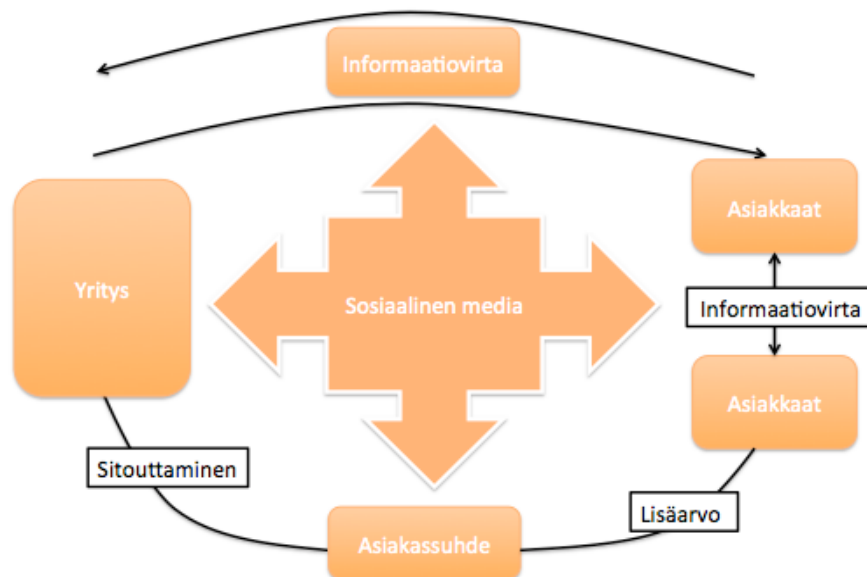 Informaatiovirta
Asiakkaat
Yritys
Sosiaalinen media
Informaatiovirta
Asiakkaat
Sitouttaminen
Lisäarvo
Asiakassuhde